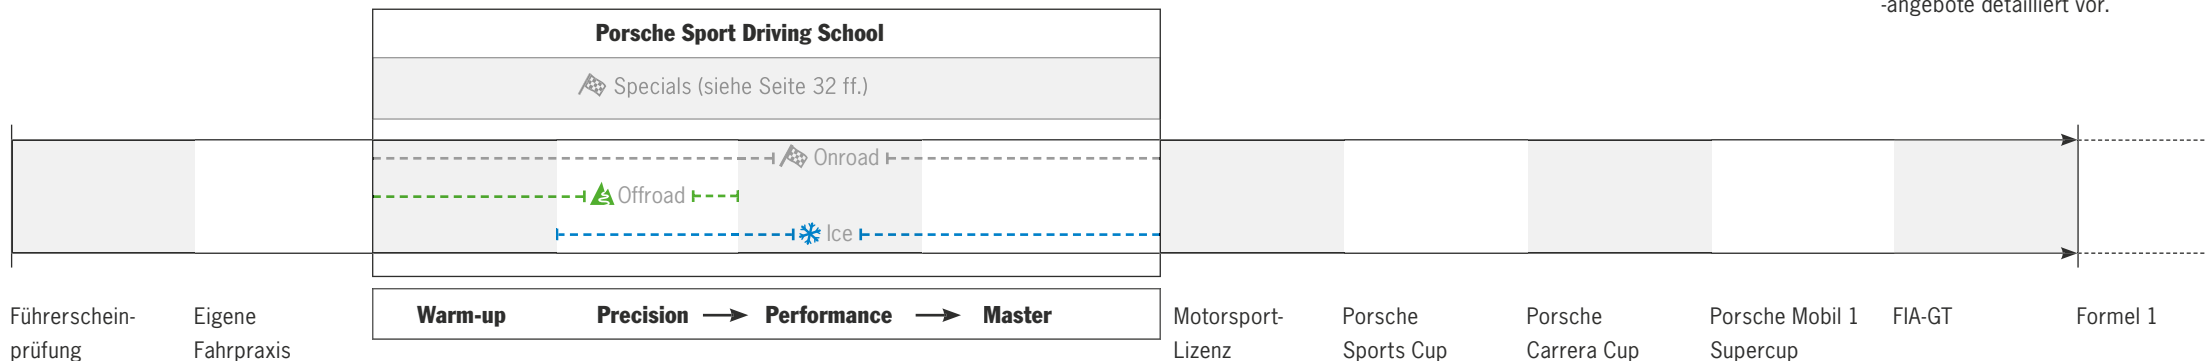 -angebote detailliert vor.
Porsche Sport Driving School
Specials (siehe Seite 32 ff.)
Onroad
Offroad
Ice
Warm-up Precision Performance Master
Führerschein-
prüfung
Eigene
Fahrpraxis
Motorsport-
Lizenz
Porsche
Sports Cup
Porsche
Carrera Cup
Porsche Mobil 1
Supercup
FIA-GT
Formel 1